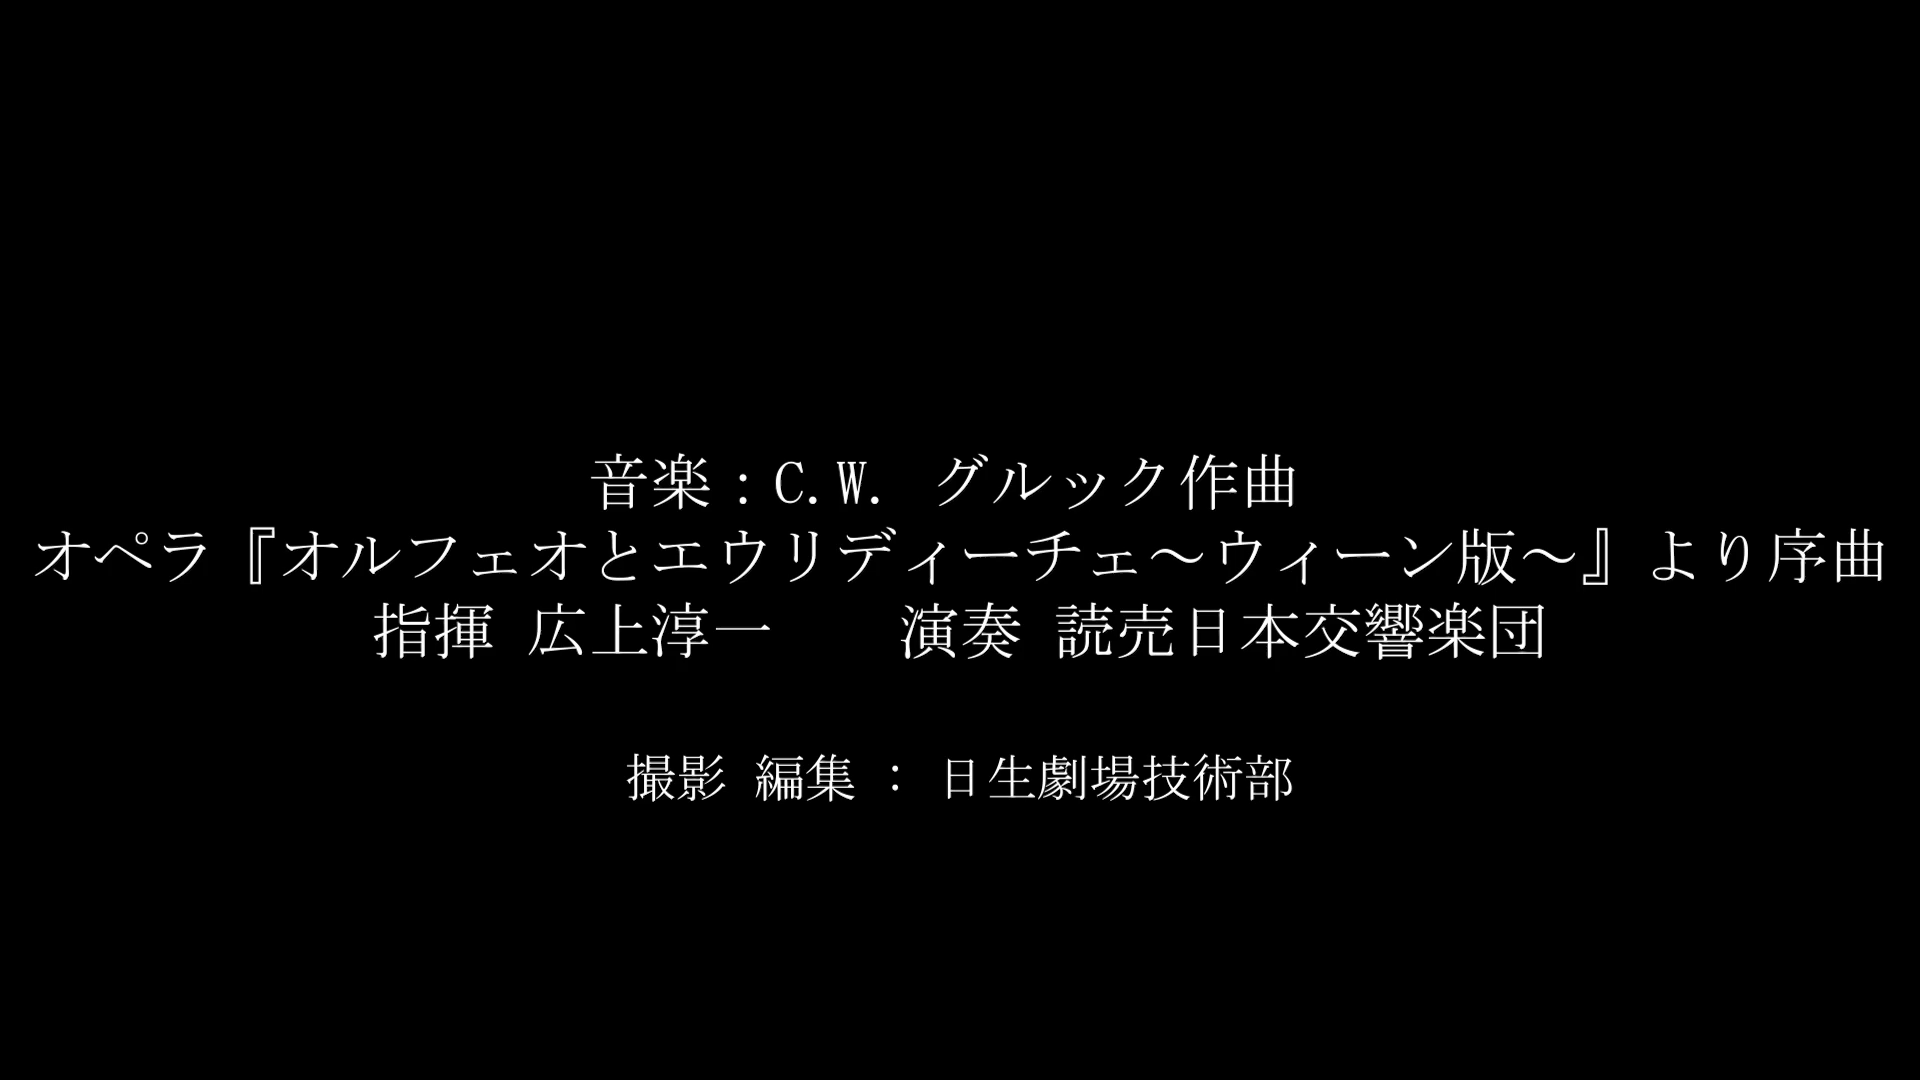 音楽：C.W. グルック作曲
オペラ『オルフェオとエウリディーチェ～ウィーン版～』より序曲
指揮 広上淳一　　演奏 読売日本交響楽団
撮影 編集 : 日生劇場技術部